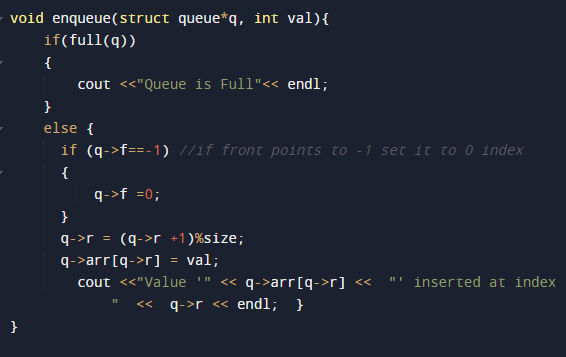 void enqueue(struct queue*q, int val){
if(full(q))
{
cout <<"Queue is Full"<< endl;
}
else {
if (q->f==-1) //if front points to -1 set it to 0 index
{
q->f =0;
}
q->r = (q->r +1)%size;
q->arr[q->r] = val;
cout <<"Value '" << q->arr[q->r] <<  "' inserted at index
"  <<  q->r << endl;  }
}